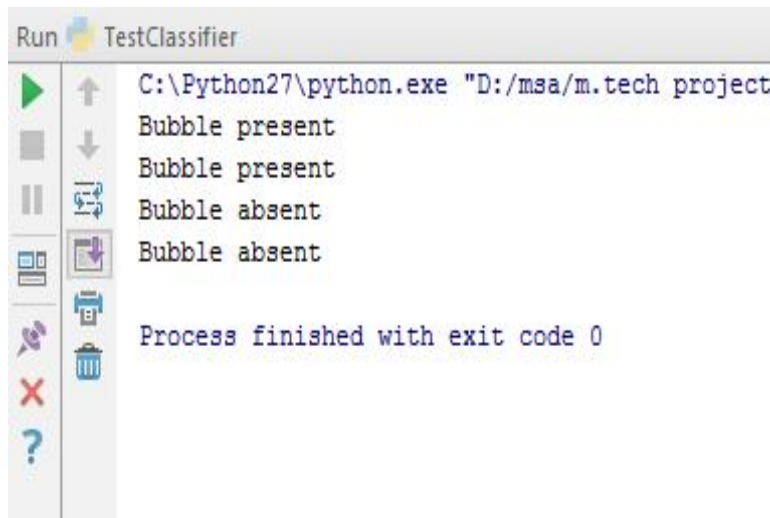 Run TestClassifier
C:\Python27\python.exe "D:/msa/m.tech project
Bubble present
Bubble present
Bubble absent
Bubble absent
Process finished with exit code 0
?